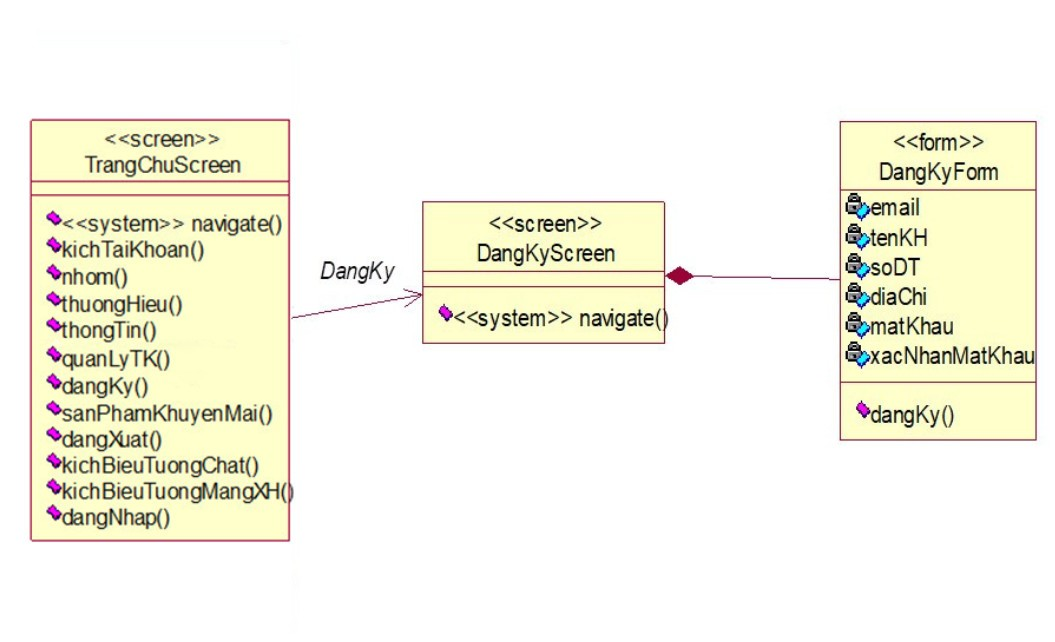 <<screen>>
TrangChuScreen
<<system>> navigate()
kichTaiKhoan()
nhom()
thuongHieu()
thongTin()
quanLyTK()
dangKy()
sanPhamKhuyenMai()
dangXuat()
kichBieuTuongChat()
kichBieuTuongMangXH()
dangNhap()
DangKy
<<screen>>
DangKyScreen
<<system>> navigate()
<<form>>
DangKyForm
email
tenKH
soDT
diaChi
matKhau
xacNhanMatKhau
dangKy()